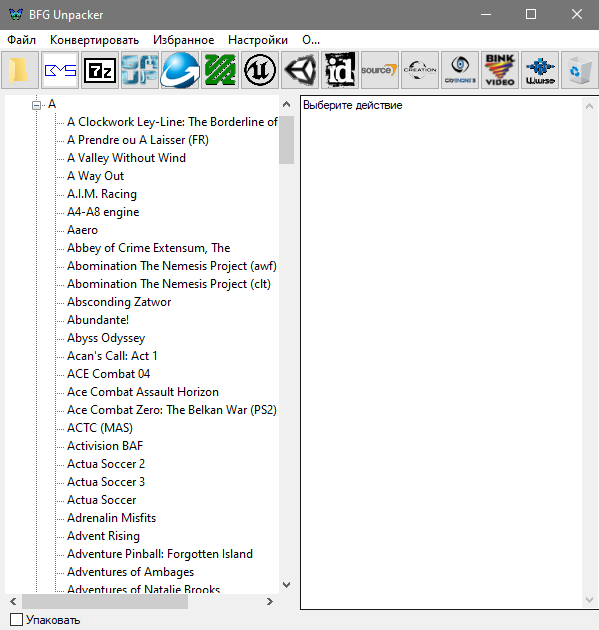 BFG Unpacker
Файл Конвертировать Избранное Настройки О...
BMS 7z id source CREATION CRYENGINE 3 BINK VIDEO Wwise
A
A Clockwork Ley-Line: The Borderline of
A Prendre ou A Laisser (FR)
A Valley Without Wind
A Way Out
A.I.M. Racing
A4-A8 engine
Aaero
Abbey of Crime Extensum, The
Abomination The Nemesis Project (awf)
Abomination The Nemesis Project (clt)
Absconding Zatwor
Abundante!
Abyss Odyssey
Acan's Call: Act 1
ACE Combat 04
Ace Combat Assault Horizon
Ace Combat Zero: The Belkan War (PS2)
ACTC (MAS)
Activision BAF
Actua Soccer 2
Actua Soccer 3
Actua Soccer
Adrenalin Misfits
Advent Rising
Adventure Pinball: Forgotten Island
Adventures of Ambages
Adventures of Natalie Brooks
Выберите действие
Упаковать